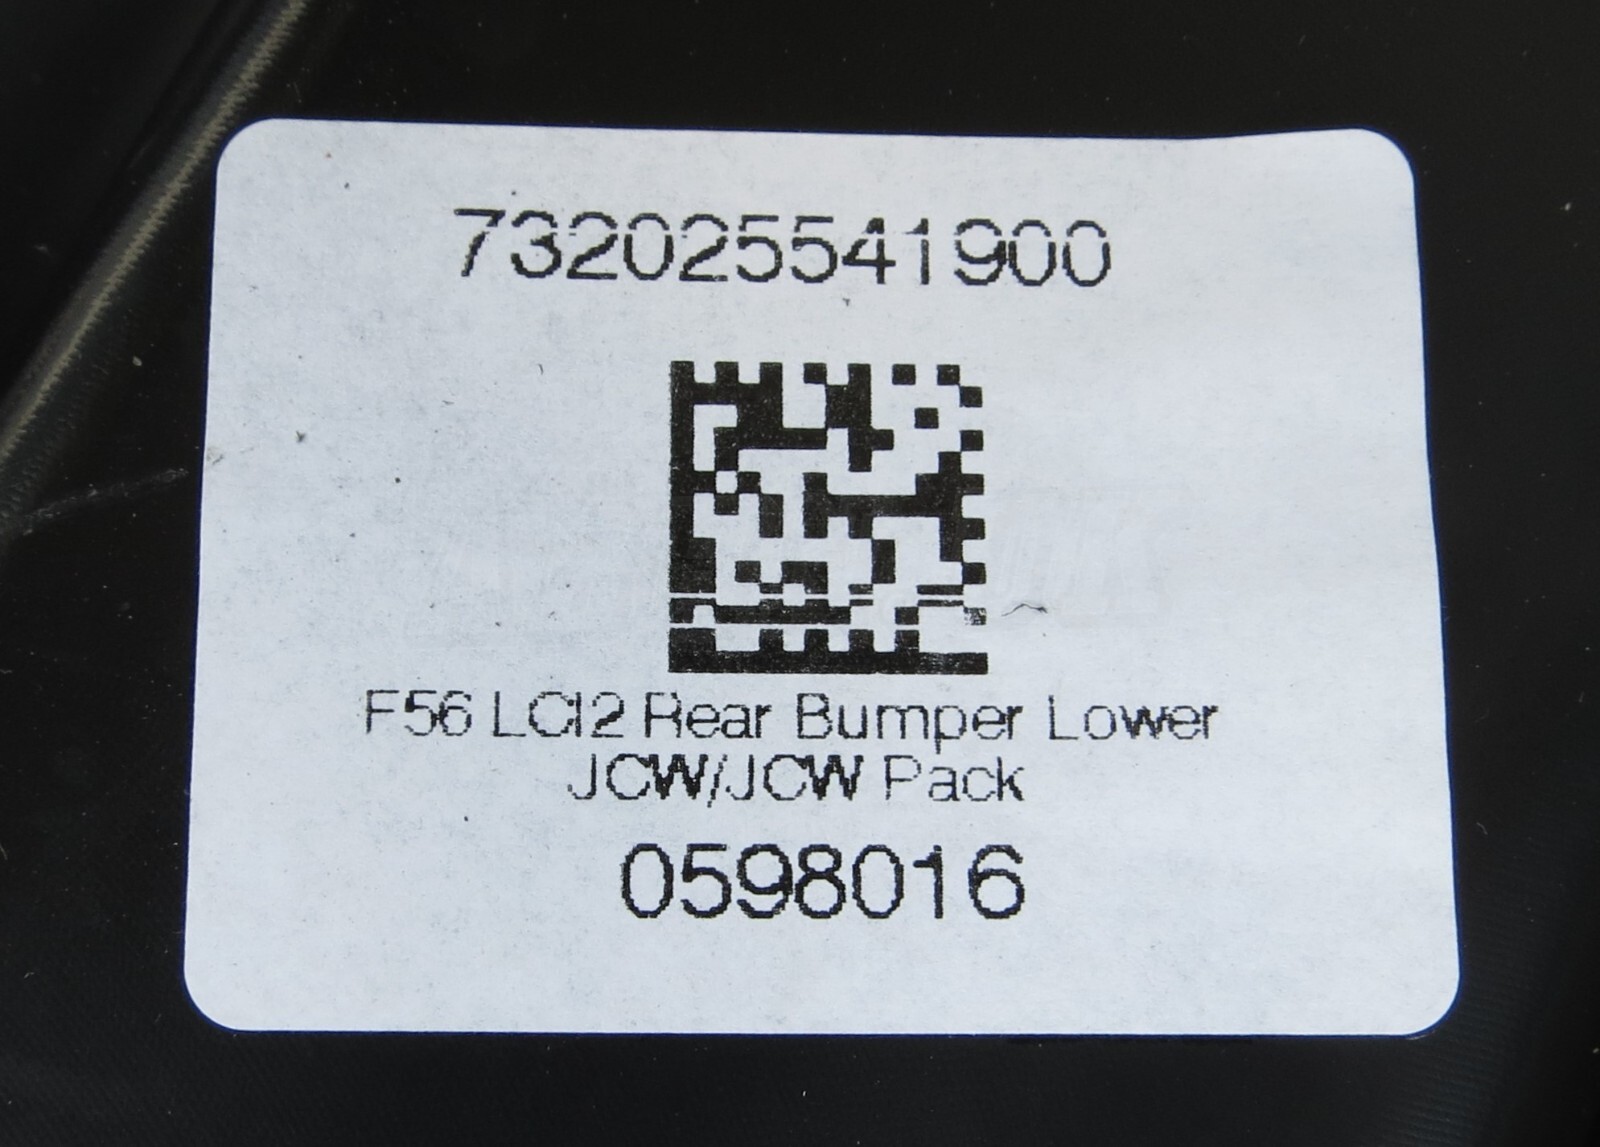 732025541900
F56 LCI2 Rear Bumper Lower
JCW/JCW Pack
0598016